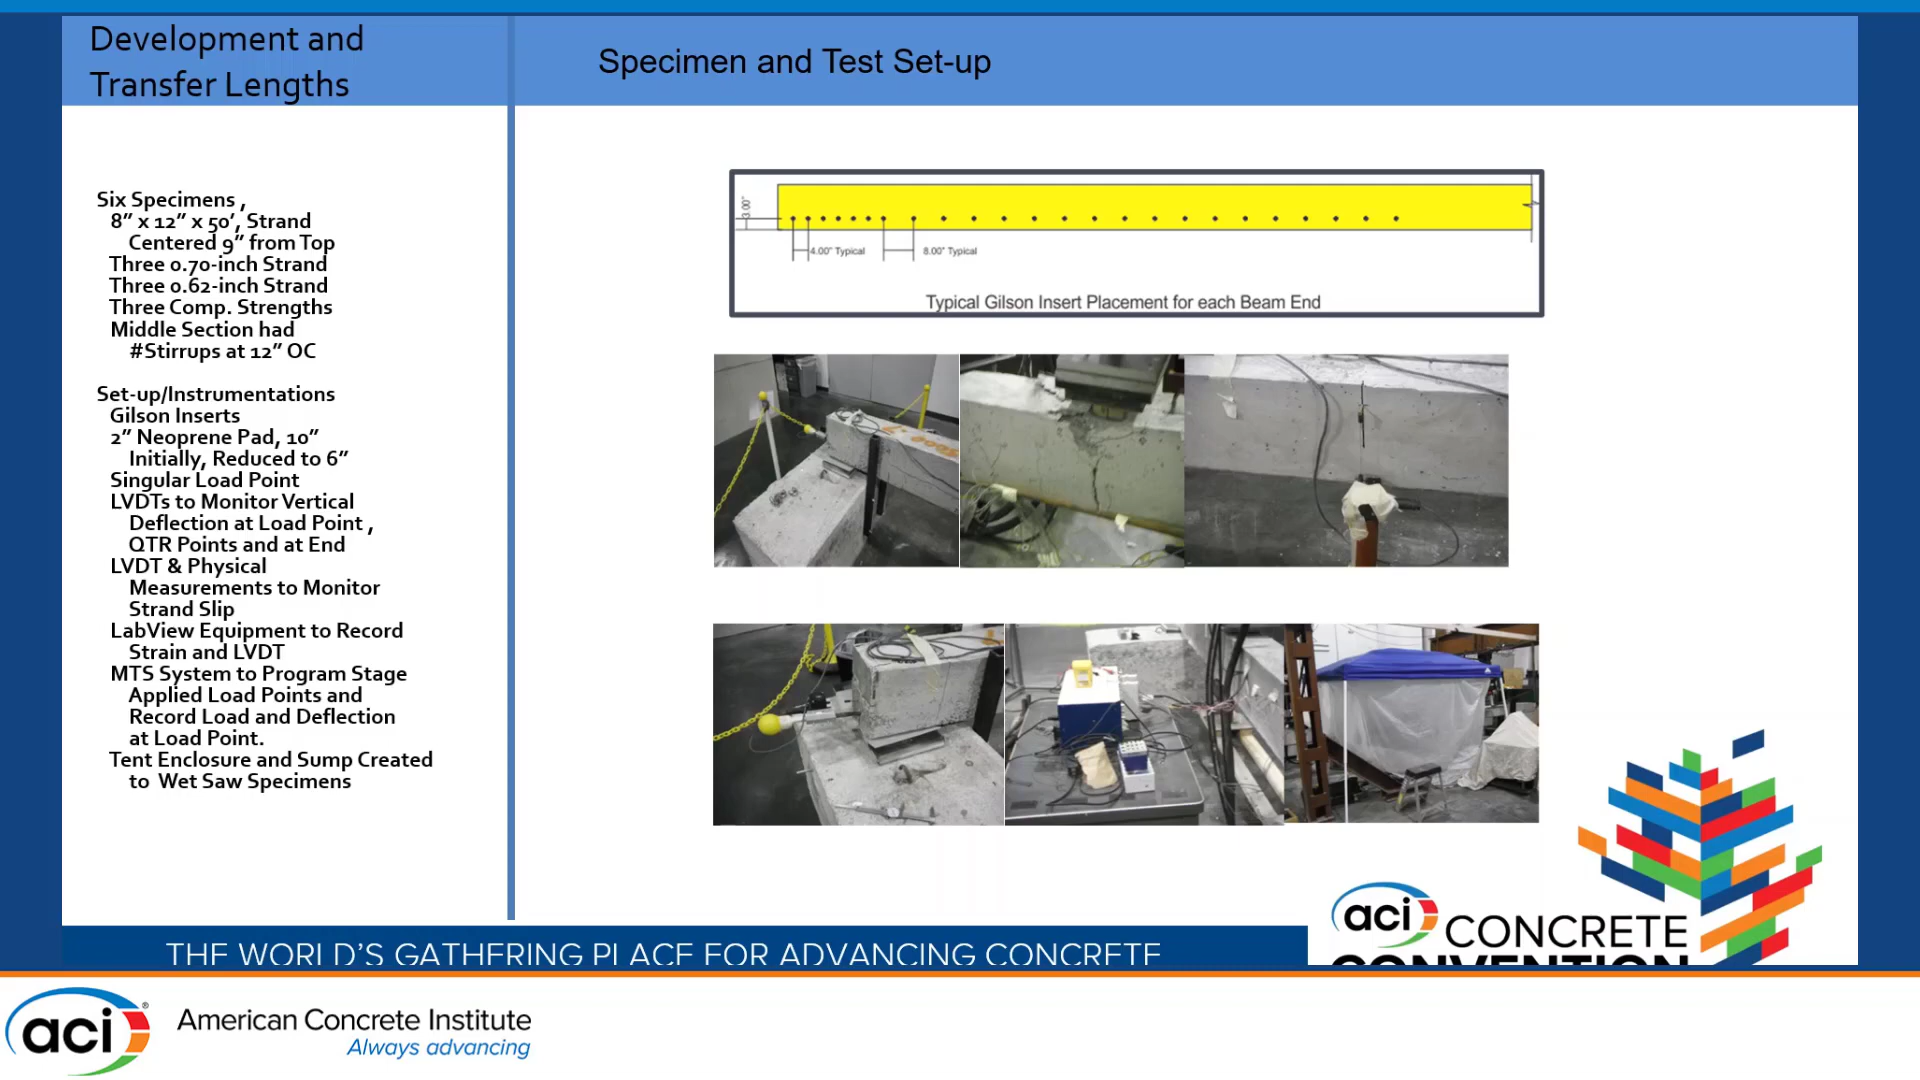 Development and
Transfer Lengths
Specimen and Test Set-up
Six Specimens ,
8” x 12” x 50’, Strand
Centered 9” from Top
Three 0.70-inch Strand
Three 0.62-inch Strand
Three Comp. Strengths
Middle Section had
#Stirrups at 12” OC
Set-up/Instrumentations
Gilson Inserts
2” Neoprene Pad, 10”
Initially, Reduced to 6”
Singular Load Point
LVDTs to Monitor Vertical
Deflection at Load Point ,
QTR Points and at End
LVDT & Physical
Measurements to Monitor
Strand Slip
LabView Equipment to Record
Strain and LVDT
MTS System to Program Stage
Applied Load Points and
Record Load and Deflection
at Load Point.
Tent Enclosure and Sump Created
to Wet Saw Specimens
3.00"
4.00" Typical
8.00" Typical
Typical Gilson Insert Placement for each Beam End
THE WORLD’S GATHERING PLACE FOR ADVANCING CONCRETE
aci CONCRETE
CONVENTION
aci®
American Concrete Institute
Always advancing